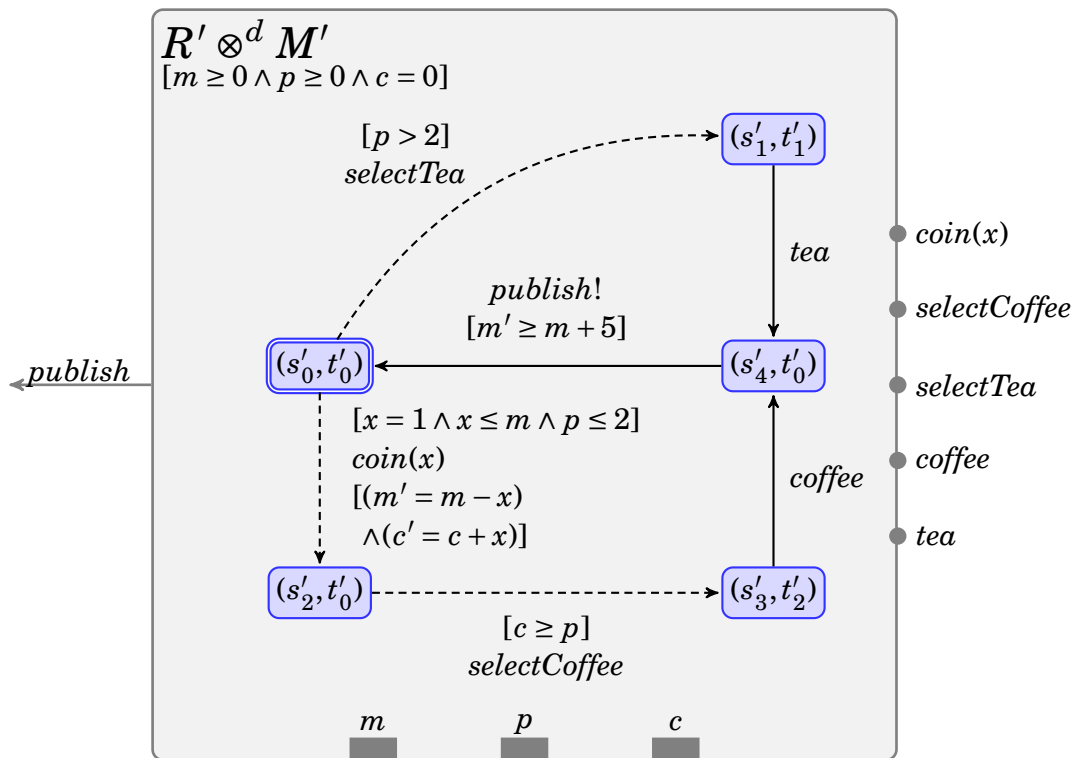 R′ ⊗ᵈ M′
[m ≥ 0 ∧ p ≥ 0 ∧ c = 0]
[p > 2]
selectTea
(s′₁, t′₁)
coin(x)
tea
publish!
[m′ ≥ m + 5]
selectCoffee
publish
(s′₀, t′₀)
(s′₄, t′₀)
selectTea
[x = 1 ∧ x ≤ m ∧ p ≤ 2]
coin(x)
[(m′ = m − x)
∧(c′ = c + x)]
coffee
coffee
tea
(s′₂, t′₀)
(s′₃, t′₂)
[c ≥ p]
selectCoffee
m
p
c